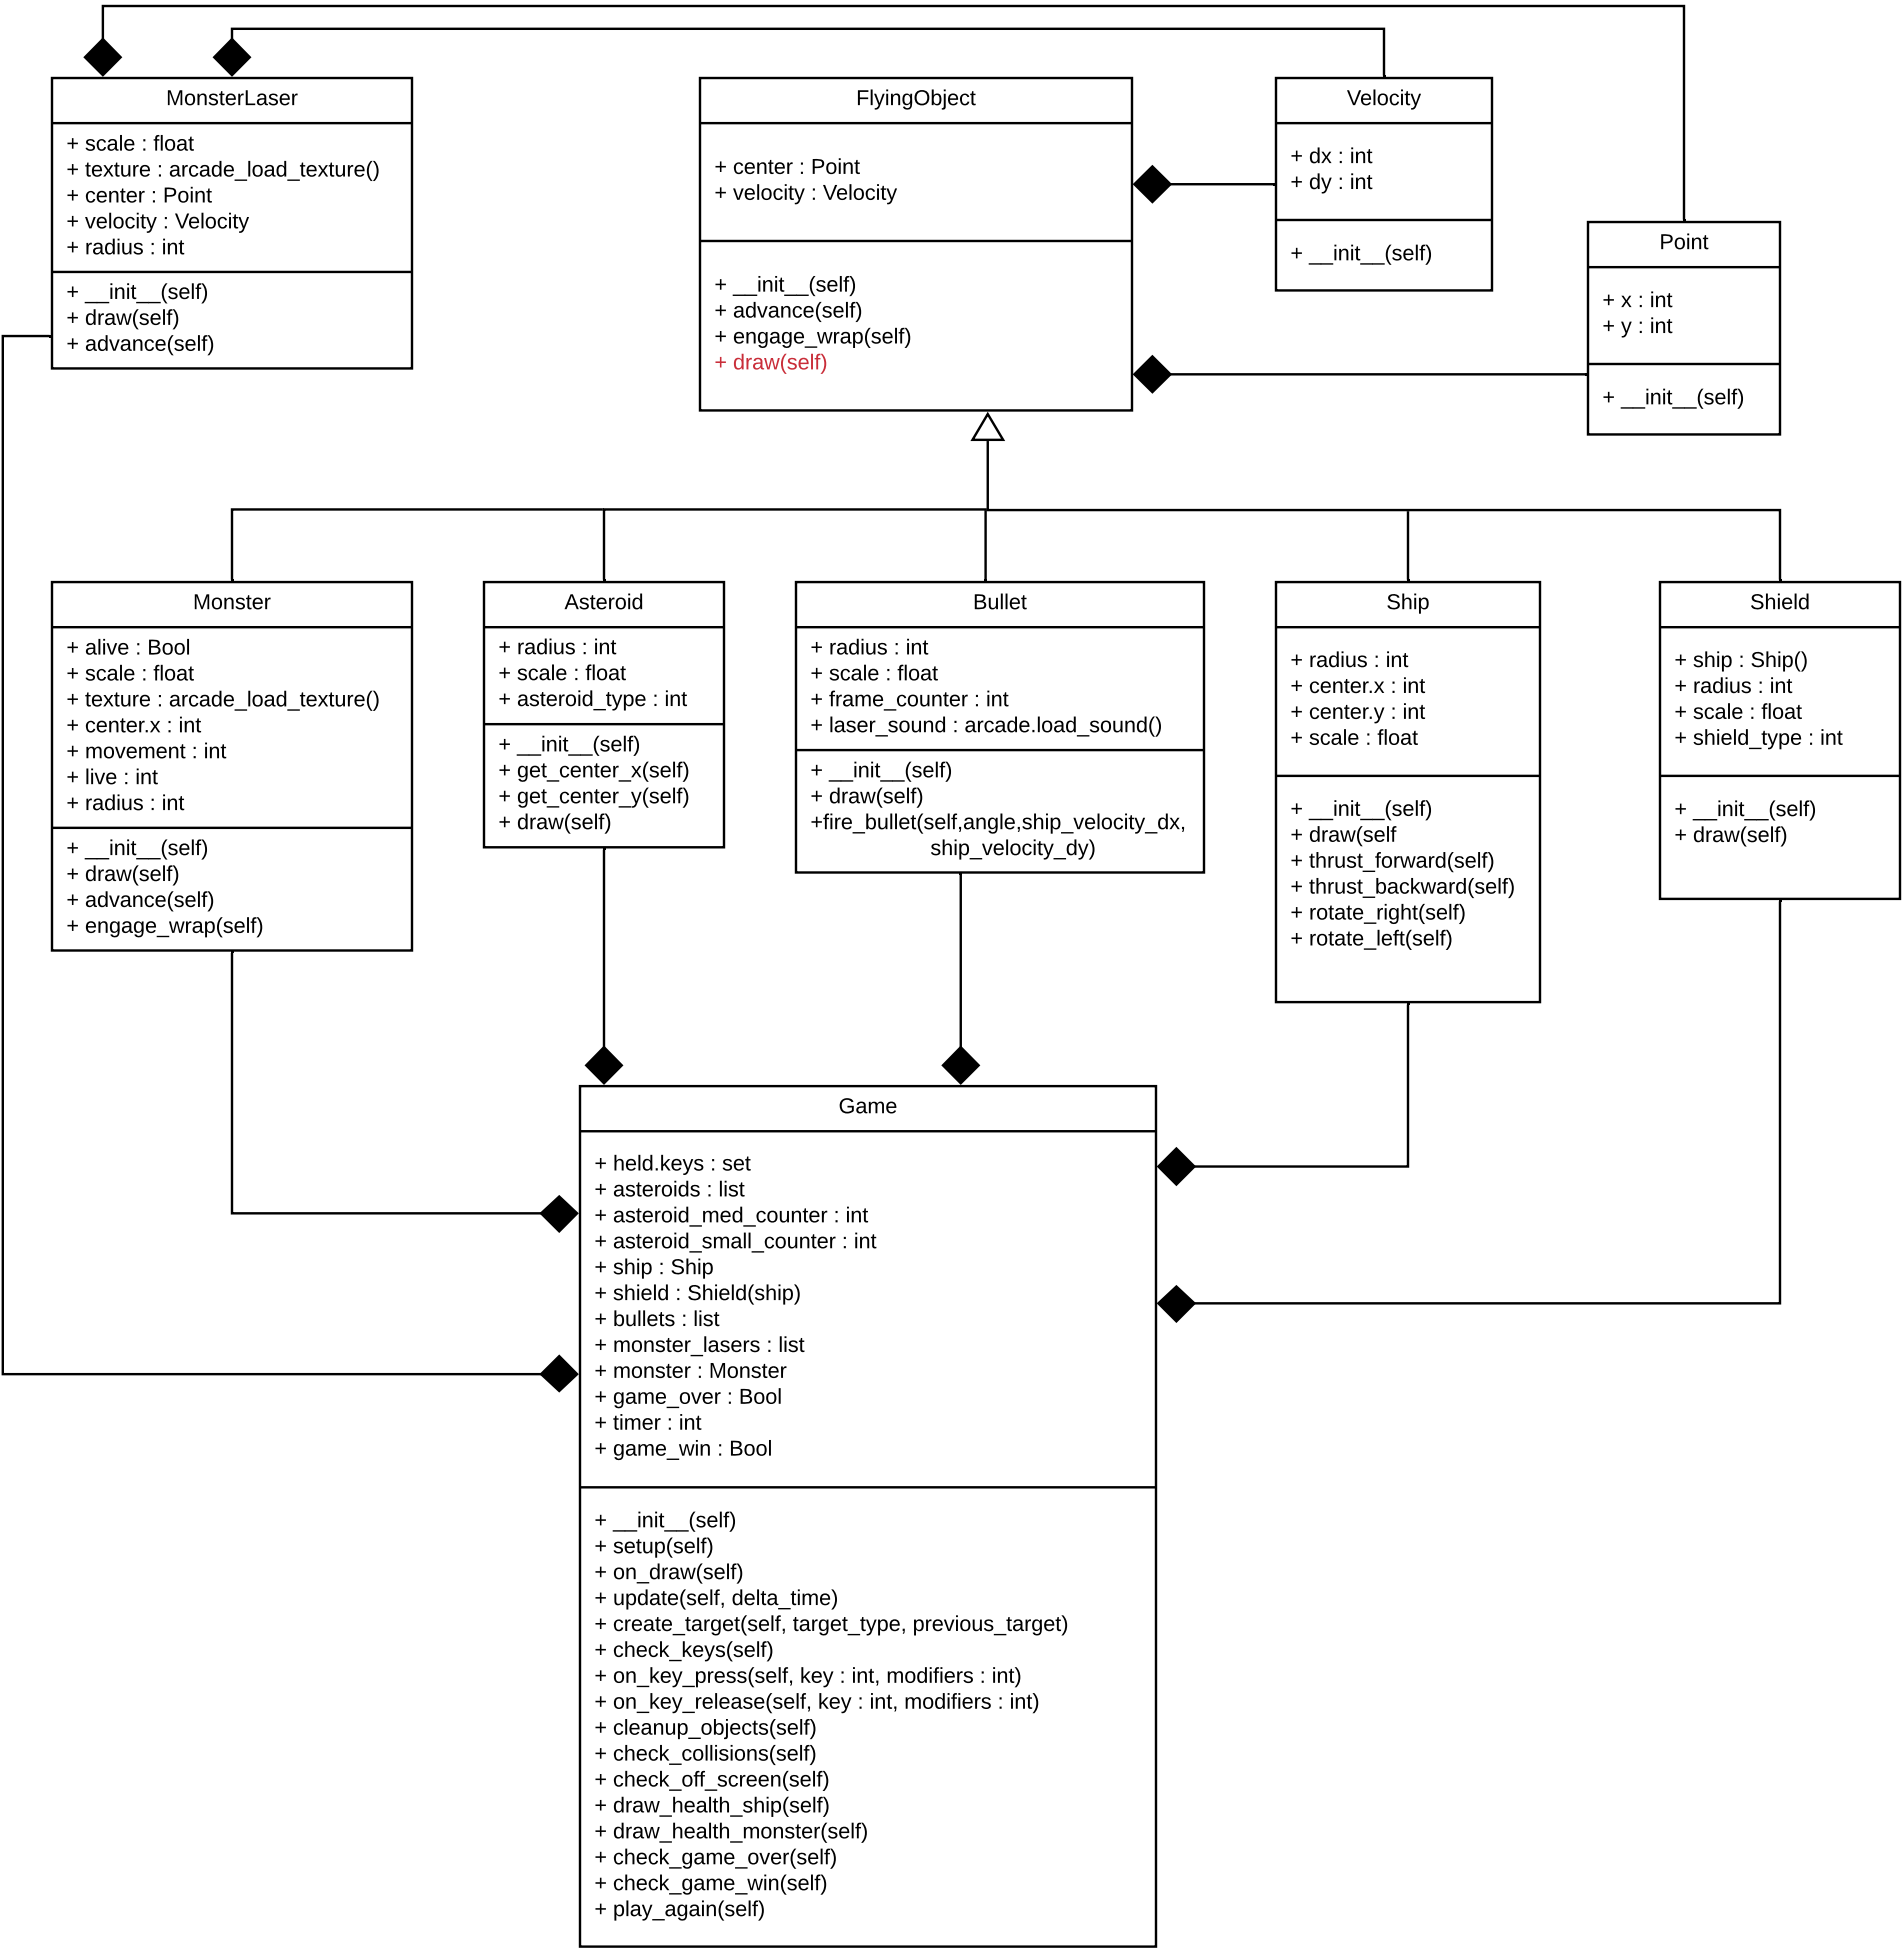 MonsterLaser
+ scale : float
+ texture : arcade_load_texture()
+ center : Point
+ velocity : Velocity
+ radius : int
+ __init__(self)
+ draw(self)
+ advance(self)
FlyingObject
+ center : Point
+ velocity : Velocity
+ __init__(self)
+ advance(self)
+ engage_wrap(self)
+ draw(self)
Velocity
+ dx : int
+ dy : int
+ __init__(self)
Point
+ x : int
+ y : int
+ __init__(self)
Monster
+ alive : Bool
+ scale : float
+ texture : arcade_load_texture()
+ center.x : int
+ movement : int
+ live : int
+ radius : int
+ __init__(self)
+ draw(self)
+ advance(self)
+ engage_wrap(self)
Asteroid
+ radius : int
+ scale : float
+ asteroid_type : int
+ __init__(self)
+ get_center_x(self)
+ get_center_y(self)
+ draw(self)
Bullet
+ radius : int
+ scale : float
+ frame_counter : int
+ laser_sound : arcade.load_sound()
+ __init__(self)
+ draw(self)
+fire_bullet(self,angle,ship_velocity_dx,
ship_velocity_dy)
Ship
+ radius : int
+ center.x : int
+ center.y : int
+ scale : float
+ __init__(self)
+ draw(self
+ thrust_forward(self)
+ thrust_backward(self)
+ rotate_right(self)
+ rotate_left(self)
Shield
+ ship : Ship()
+ radius : int
+ scale : float
+ shield_type : int
+ __init__(self)
+ draw(self)
Game
+ held.keys : set
+ asteroids : list
+ asteroid_med_counter : int
+ asteroid_small_counter : int
+ ship : Ship
+ shield : Shield(ship)
+ bullets : list
+ monster_lasers : list
+ monster : Monster
+ game_over : Bool
+ timer : int
+ game_win : Bool
+ __init__(self)
+ setup(self)
+ on_draw(self)
+ update(self, delta_time)
+ create_target(self, target_type, previous_target)
+ check_keys(self)
+ on_key_press(self, key : int, modifiers : int)
+ on_key_release(self, key : int, modifiers : int)
+ cleanup_objects(self)
+ check_collisions(self)
+ check_off_screen(self)
+ draw_health_ship(self)
+ draw_health_monster(self)
+ check_game_over(self)
+ check_game_win(self)
+ play_again(self)